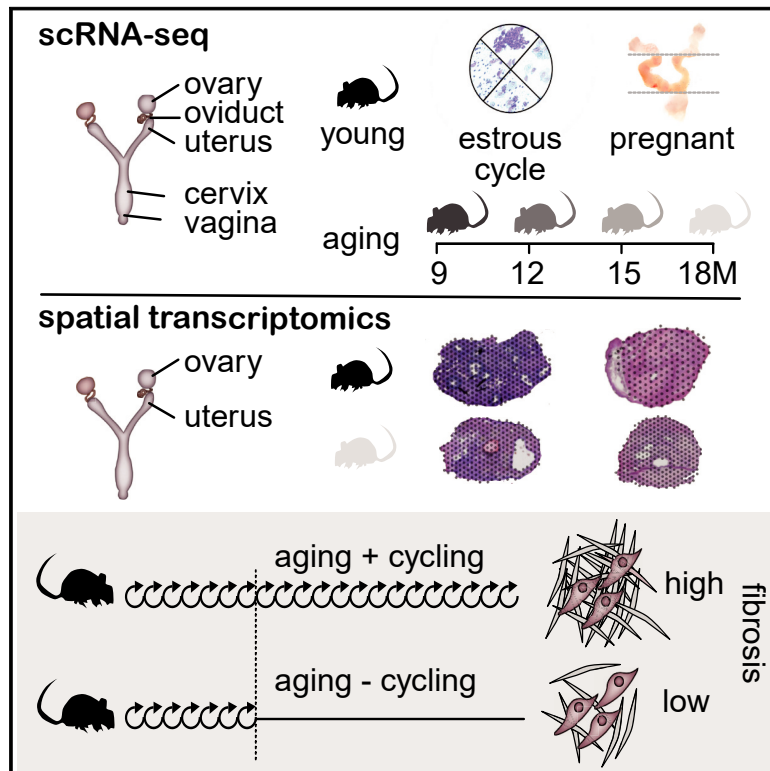 scRNA-seq
ovary
oviduct
uterus
cervix
vagina
young
estrous
cycle
pregnant
aging
9 12 15 18M
spatial transcriptomics
ovary
uterus
aging + cycling
high
aging - cycling
low
fibrosis